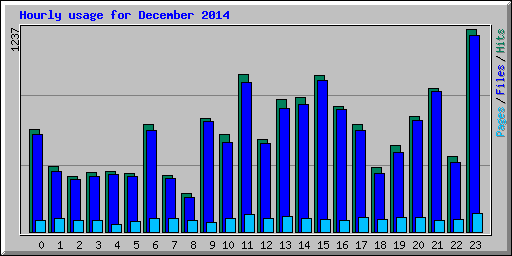 Hourly usage for December 2014
1237
Pages/Files/Hits
0 1 2 3 4 5 6 7 8 9 10 11 12 13 14 15 16 17 18 19 20 21 22 23